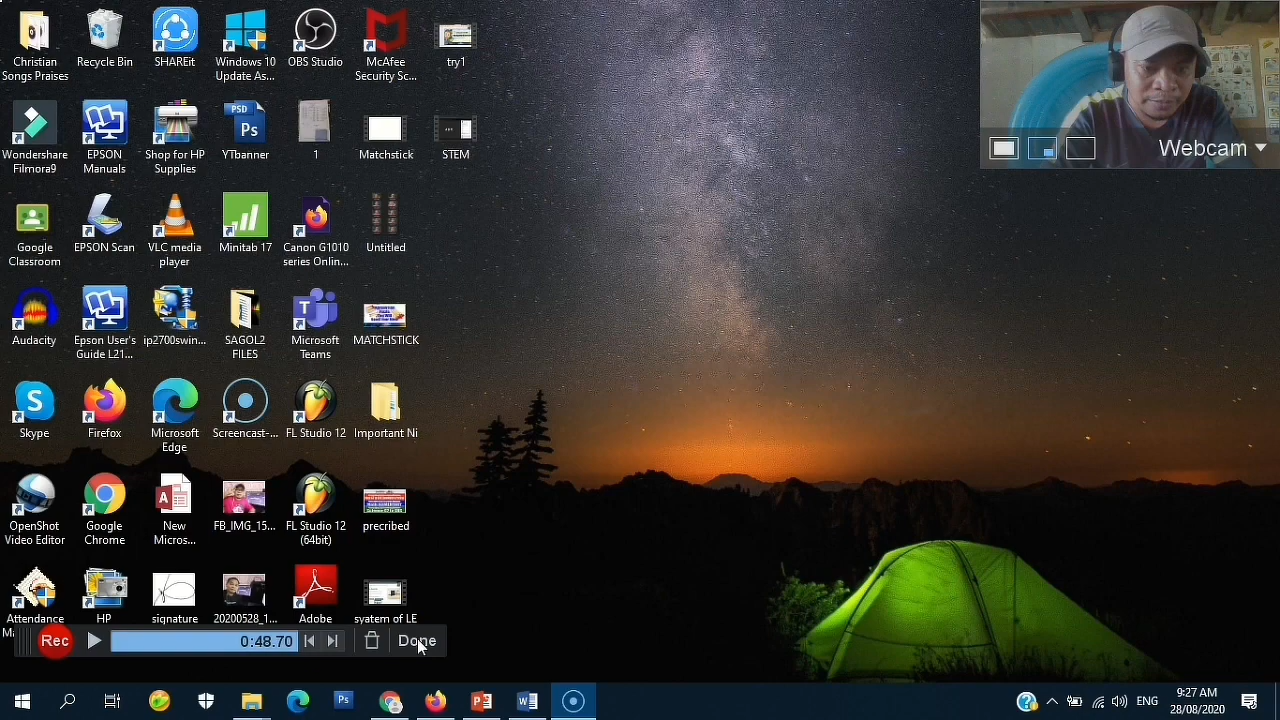 Christian
Songs Praises
Recycle Bin
SHAREit
Windows 10
Update As...
OBS Studio
McAfee
Security Sc...
try1
Wondershare
Filmora9
EPSON
Manuals
Shop for HP
Supplies
PSD
Ps
YTbanner
1
Matchstick
STEM
Webcam
Google
Classroom
EPSON Scan
VLC media
player
Minitab 17
Canon G1010
series Onlin...
Untitled
Audacity
Epson User's
Guide L21...
ip2700swin...
SAGOL2
FILES
Microsoft
Teams
MATCHSTICK
Skype
Firefox
Microsoft
Edge
Screencast-...
FL Studio 12
Important Ni
OpenShot
Video Editor
Google
Chrome
New
Micros...
FB_IMG_15...
FL Studio 12
(64bit)
precribed
Attendance
HP
signature
20200528_1...
Adobe
system of LE
Rec
0:48.70
Done
Ps
ENG
9:27 AM
28/08/2020